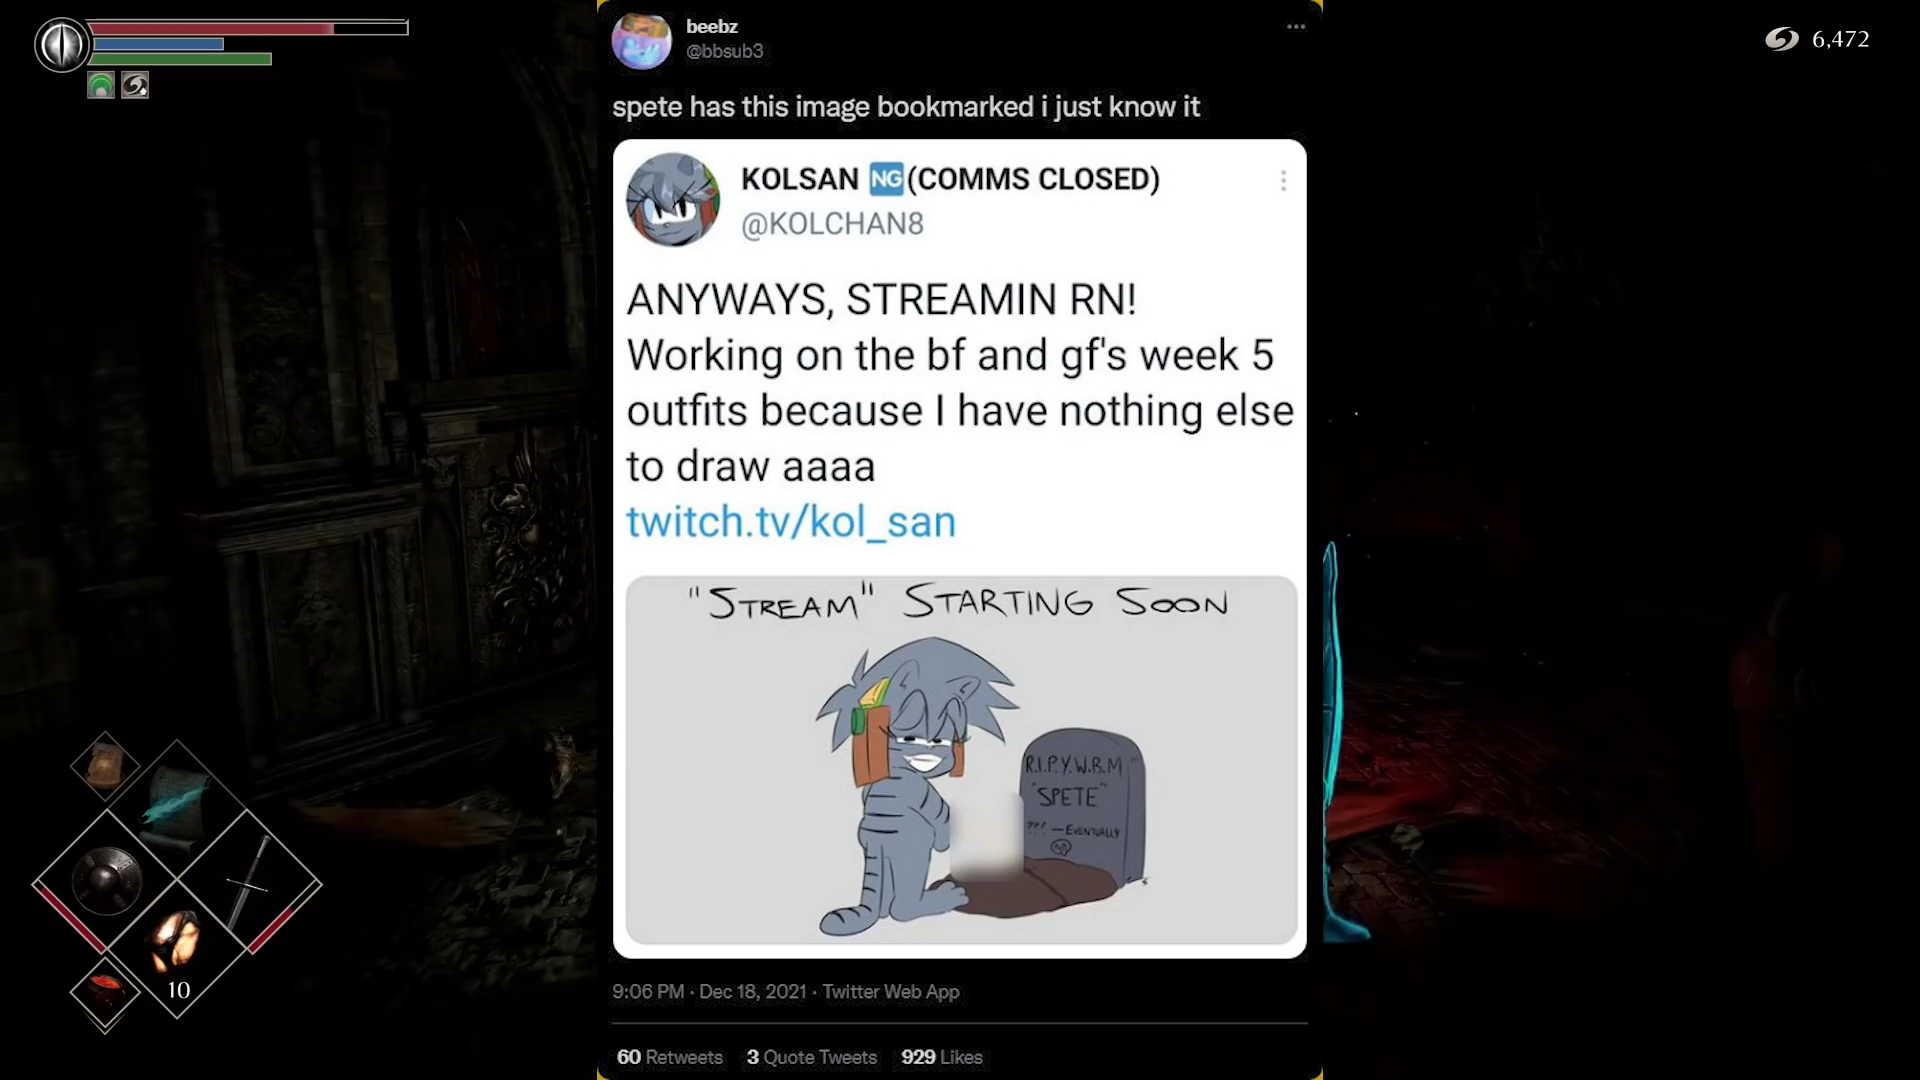 6,472
beebz
@bbsub3
spete has this image bookmarked i just know it
KOLSAN NG (COMMS CLOSED)
@KOLCHAN8
ANYWAYS, STREAMIN RN!
Working on the bf and gf's week 5
outfits because I have nothing else
to draw aaaa
twitch.tv/kol_san
"STREAM" STARTING SOON
R.I.P.Y.W.B.M
"SPETE"
??! — EVENTUALLY
10
9:06 PM · Dec 18, 2021 · Twitter Web App
60 Retweets 3 Quote Tweets 929 Likes